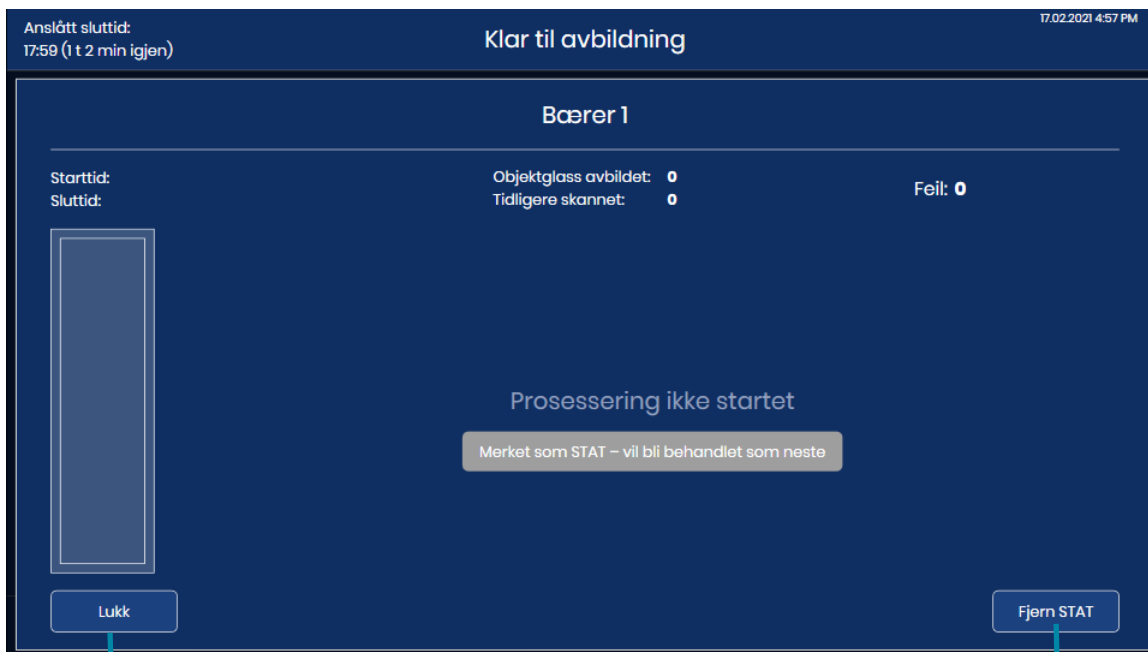 Anslått sluttid:
17:59 (1 t 2 min igjen)
Klar til avbildning
17.02.2021 4:57 PM
Bærer 1
Starttid:
Sluttid:
Objektglass avbildet: 0
Tidligere skannet: 0
Feil: 0
Prosessering ikke startet
Merket som STAT – vil bli behandlet som neste
Lukk
Fjern STAT